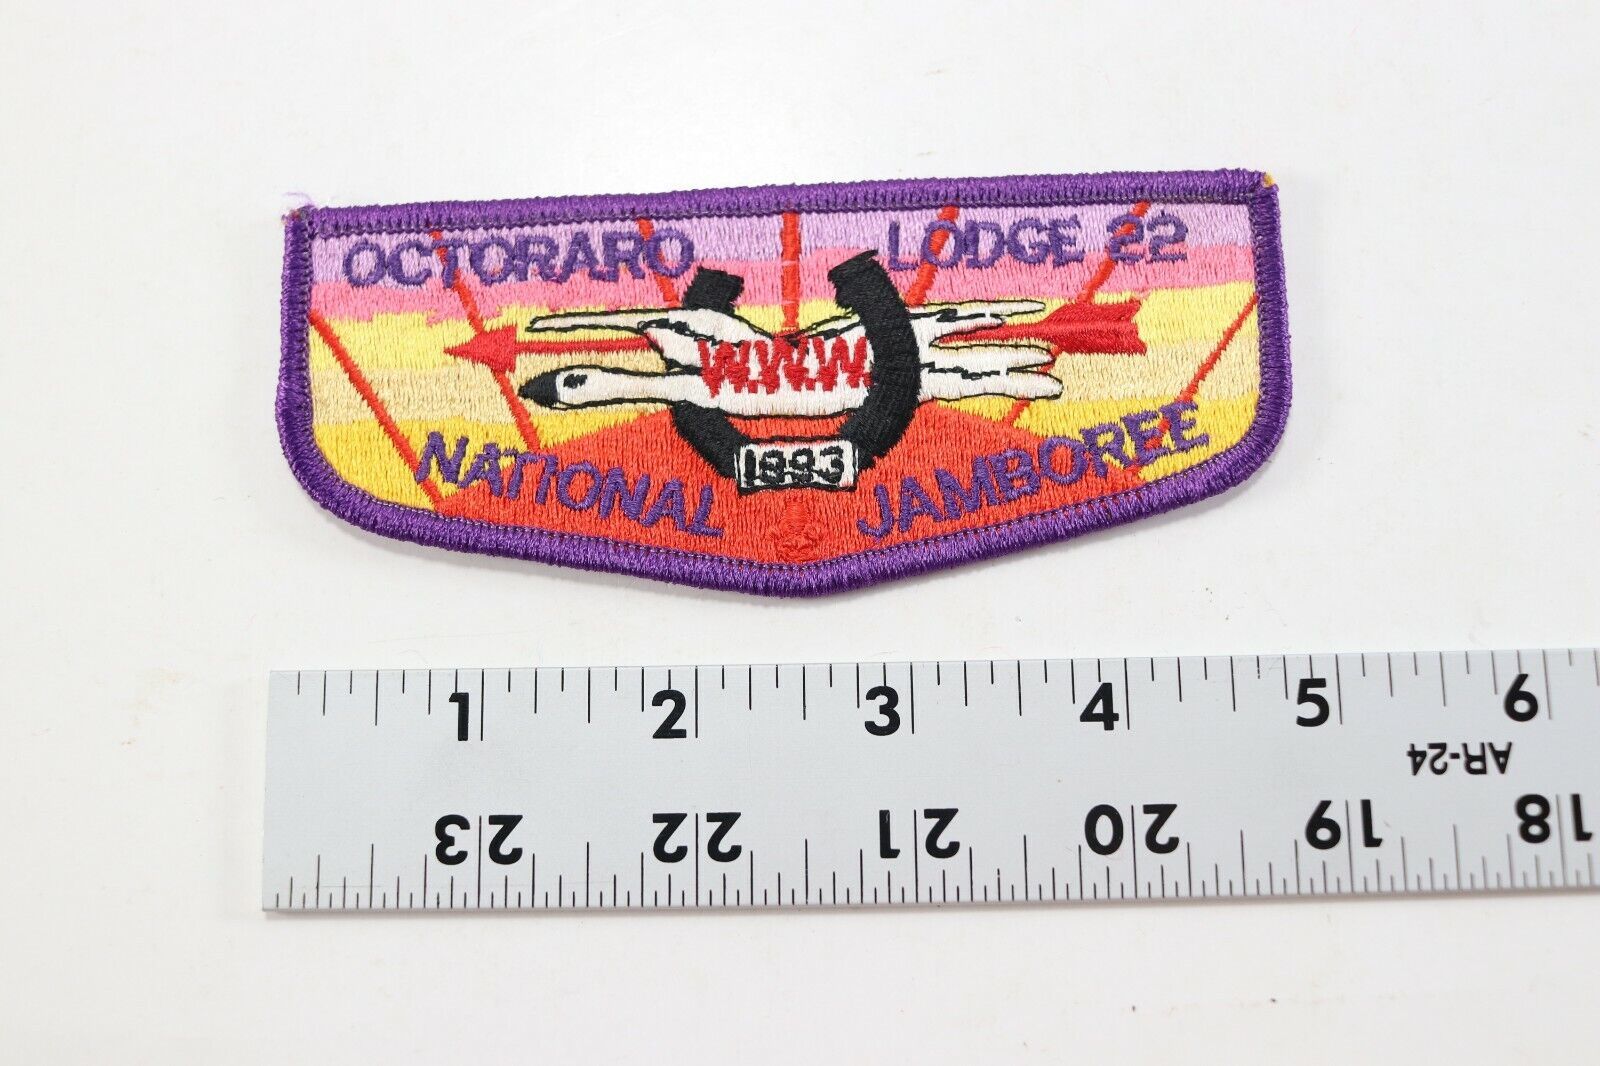 OCTORARO LODGE 22
W.W.W.
NATIONAL JAMBOREE
1993
1 2 3 4 5 6
AR-24
23 22 21 20 19 18